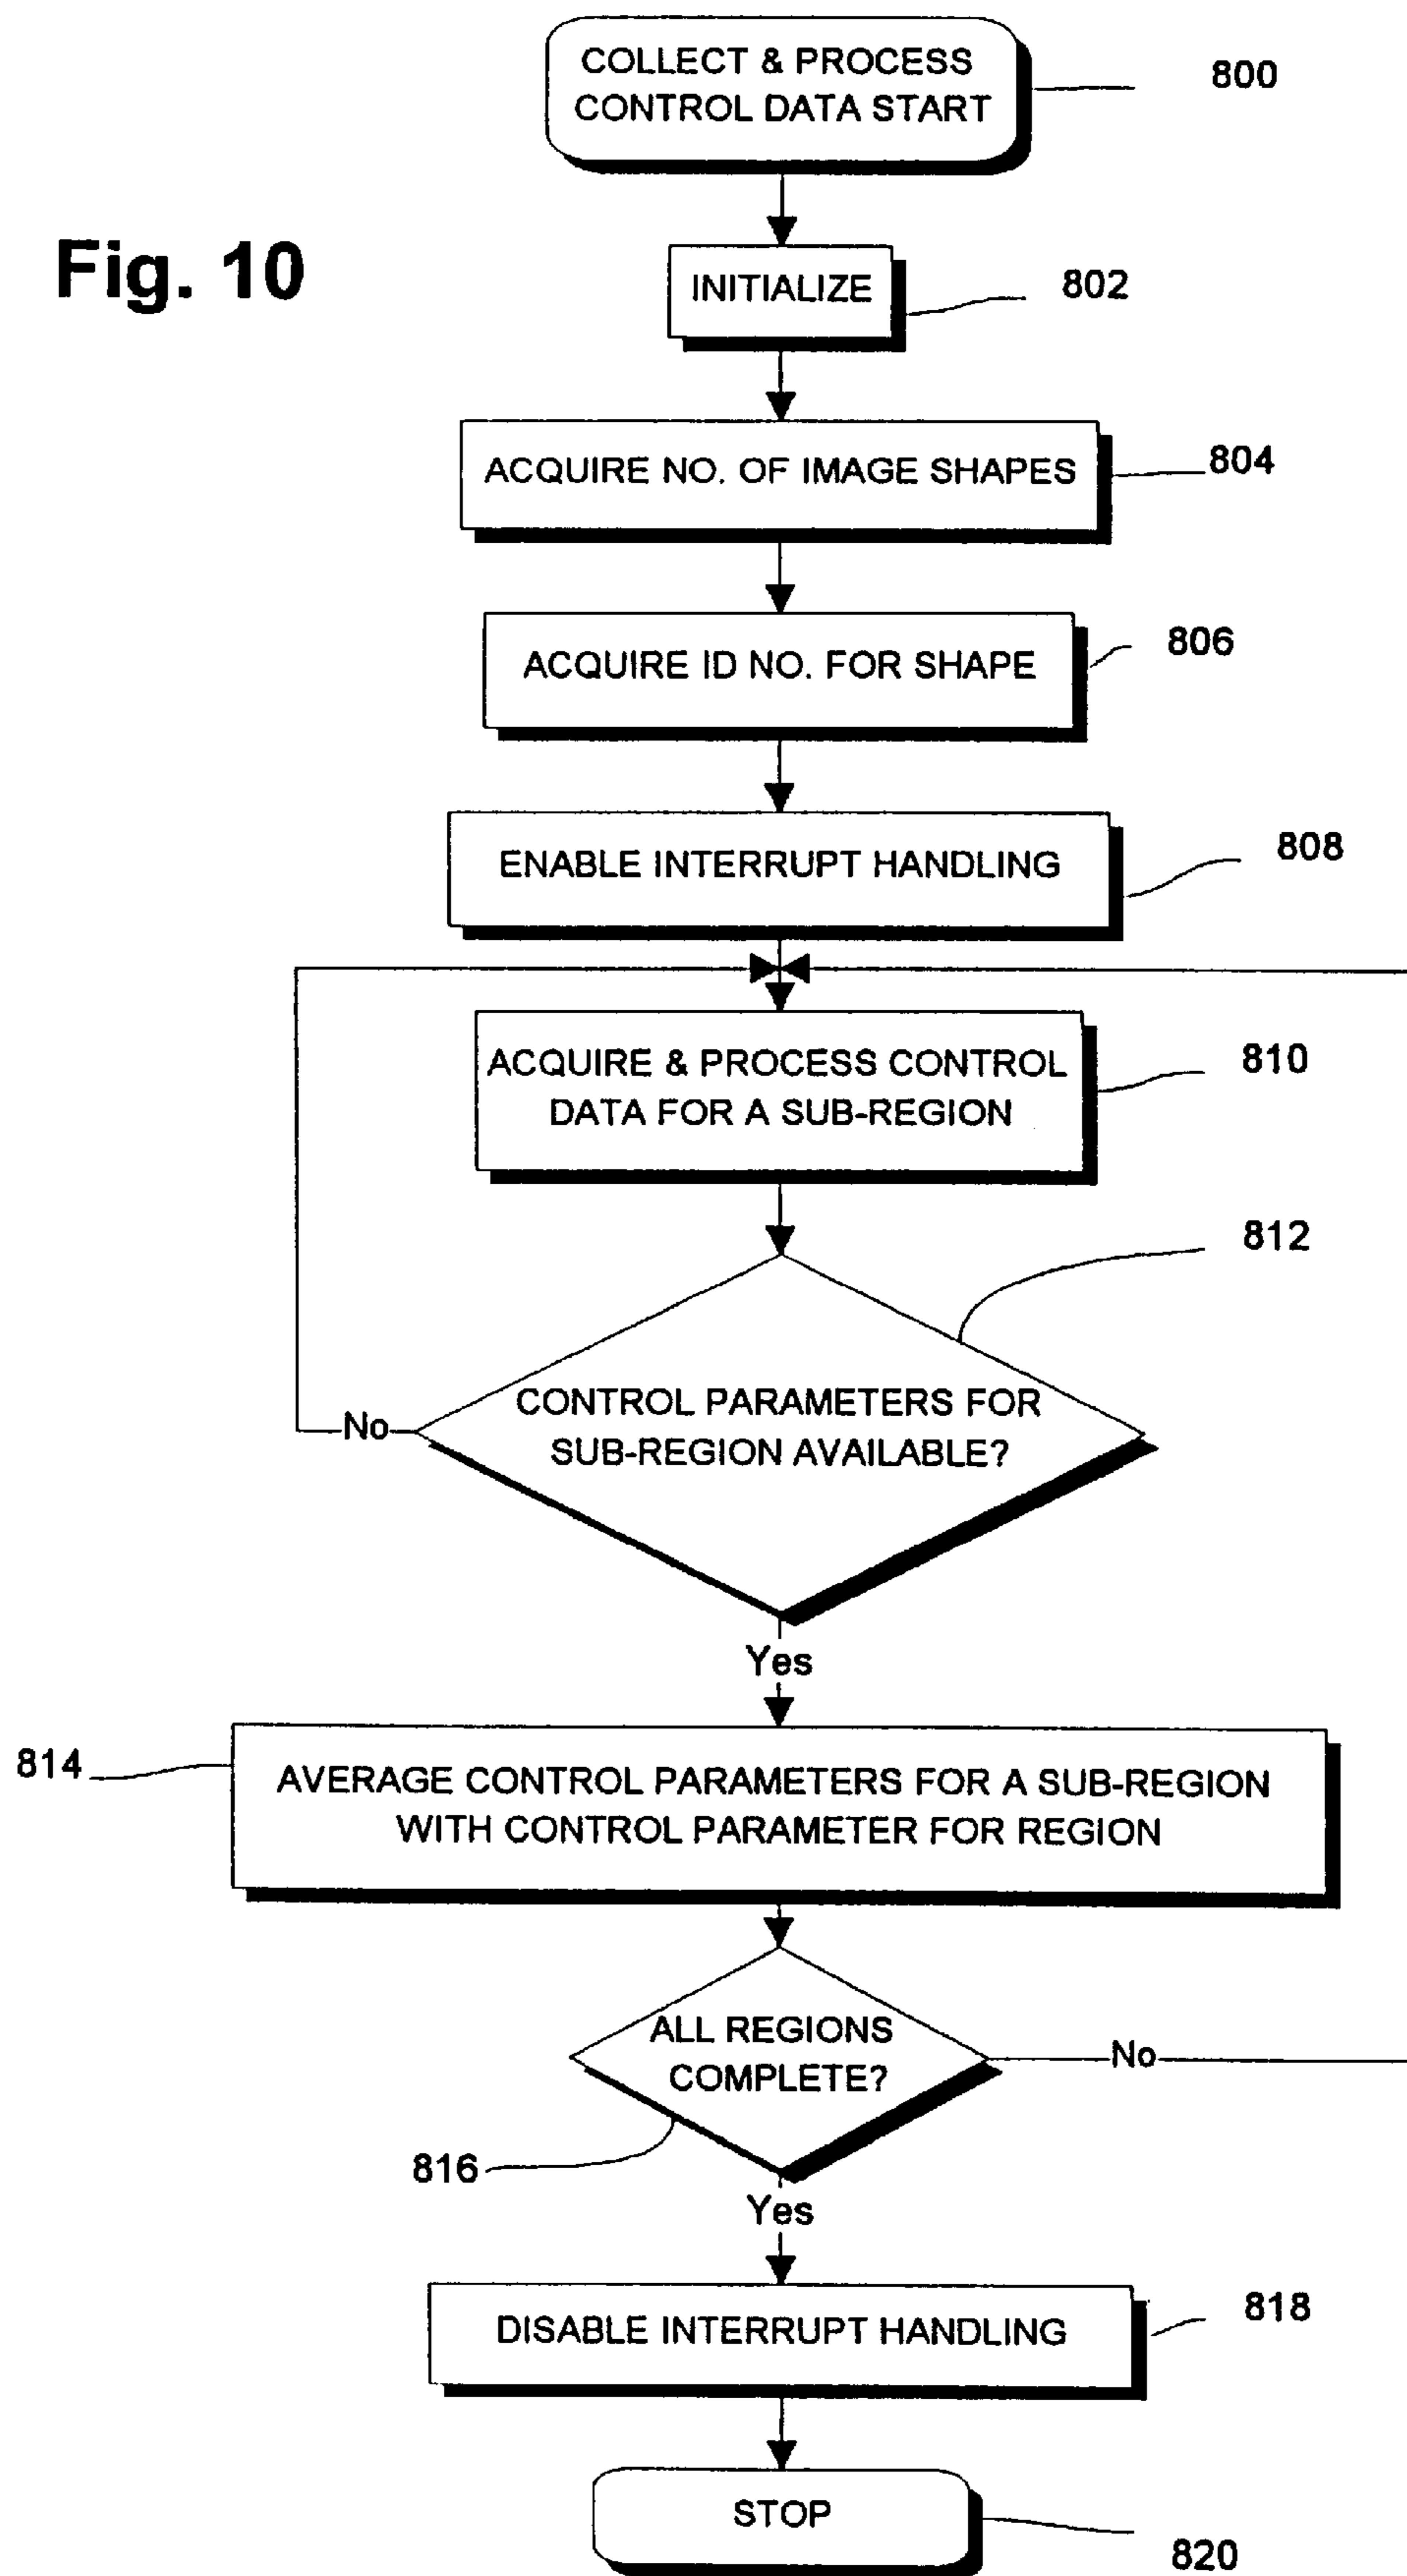 COLLECT & PROCESS
CONTROL DATA START
800
Fig. 10
INITIALIZE
802
ACQUIRE NO. OF IMAGE SHAPES
804
ACQUIRE ID NO. FOR SHAPE
806
ENABLE INTERRUPT HANDLING
808
ACQUIRE & PROCESS CONTROL
DATA FOR A SUB-REGION
810
812
CONTROL PARAMETERS FOR
SUB-REGION AVAILABLE?
No
Yes
814
AVERAGE CONTROL PARAMETERS FOR A SUB-REGION
WITH CONTROL PARAMETER FOR REGION
ALL REGIONS
COMPLETE?
No
816
Yes
DISABLE INTERRUPT HANDLING
818
STOP
820